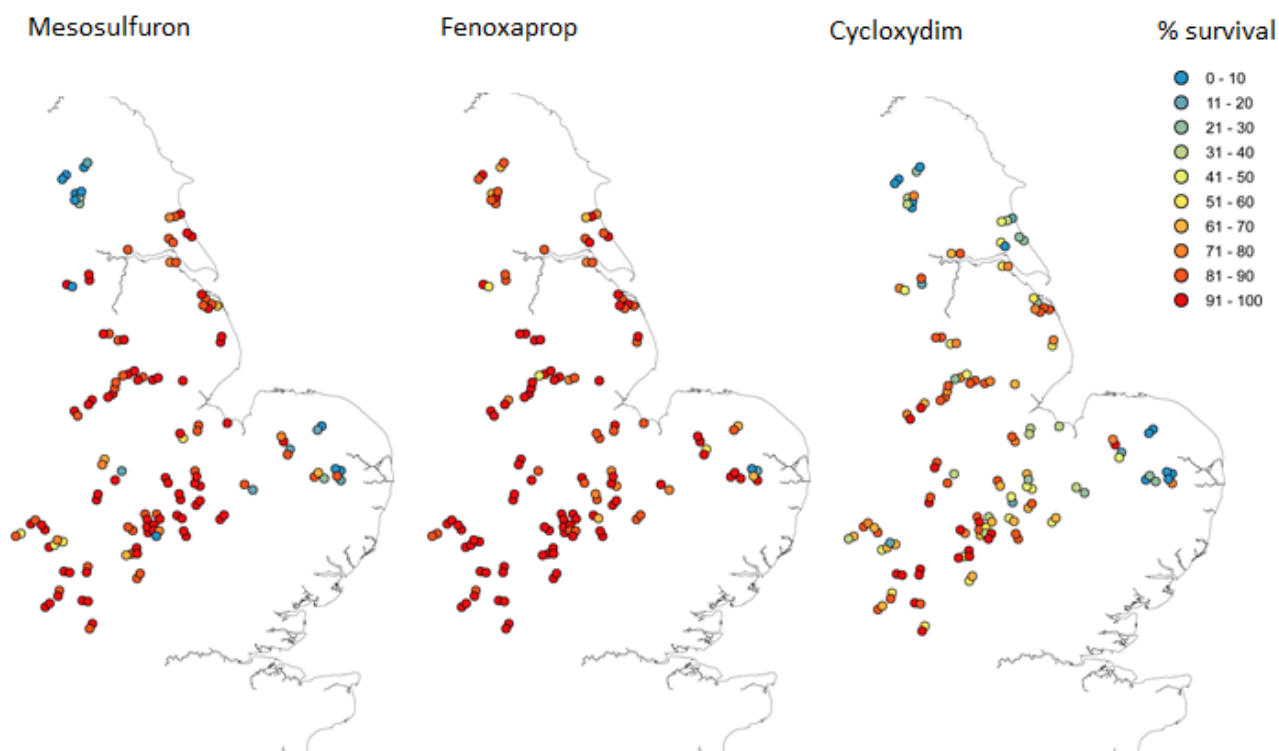 Mesosulfuron
Fenoxaprop
Cycloxydim
% survival
0 - 10
11 - 20
21 - 30
31 - 40
41 - 50
51 - 60
61 - 70
71 - 80
81 - 90
91 - 100